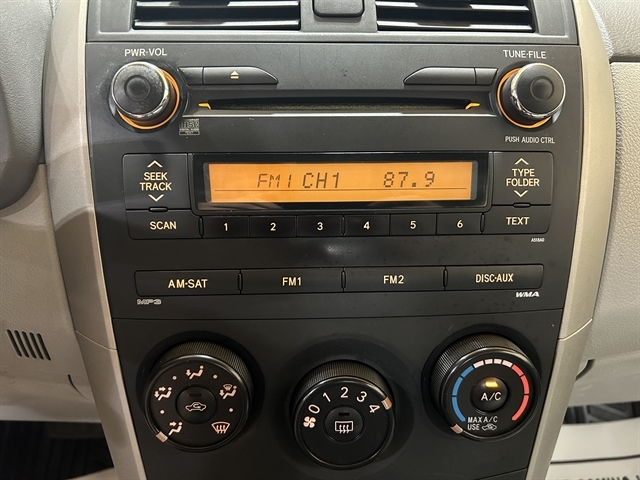 PWR·VOL
TUNE·FILE
PUSH AUDIO CTRL
SEEK
TRACK
FM1 CH1 87.9
TYPE
FOLDER
SCAN
1 2 3 4 5 6
TEXT
AM·SAT
FM1
FM2
DISC·AUX
MP3
WMA
0 1 2 3 4
A/C
MAX A/C
USE